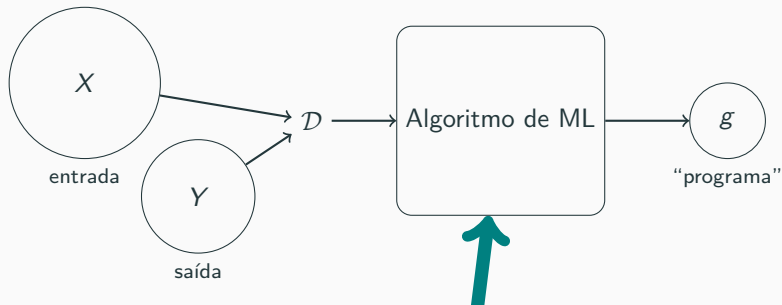 X
entrada
Y
saída
𝒟
Algoritmo de ML
g
“programa”